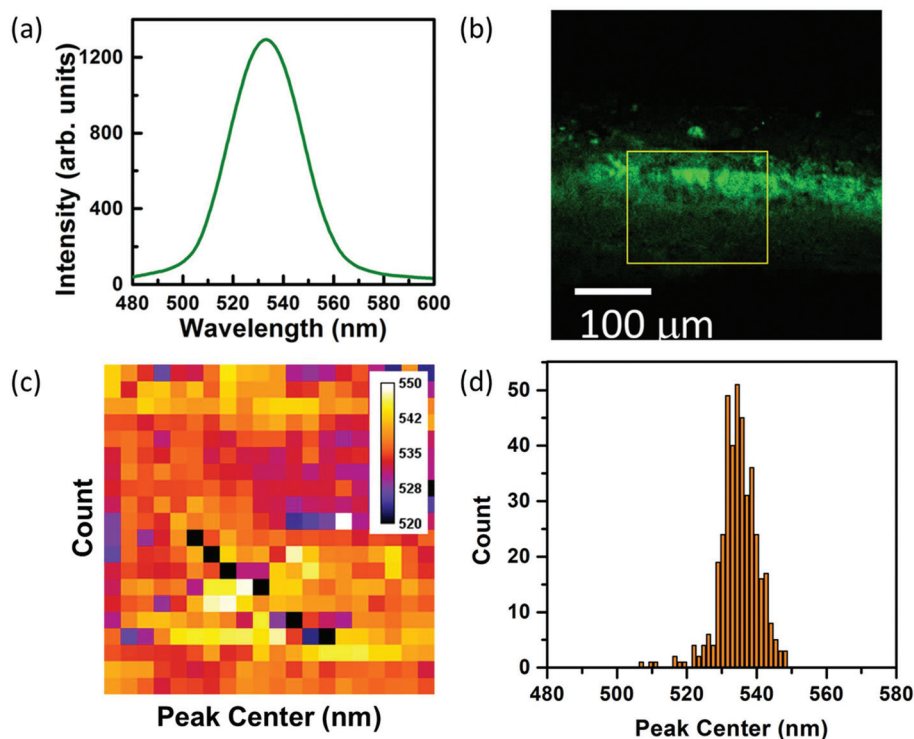 (a)
Intensity (arb. units)
1200
800
400
0
480 500 520 540 560 580 600
Wavelength (nm)
(b)
100 μm
(c)
Count
550
542
535
528
520
Peak Center (nm)
(d)
Count
50
40
30
20
10
0
480 500 520 540 560 580
Peak Center (nm)